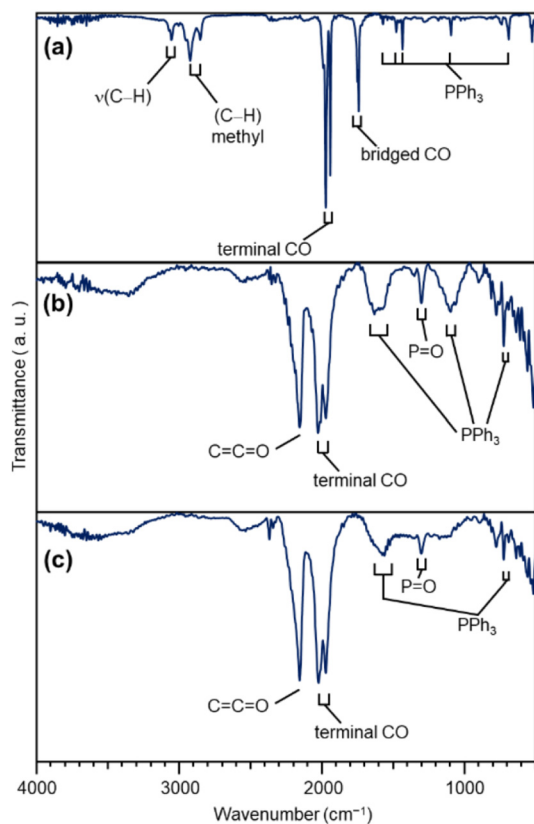 (a)
ν(C–H)
(C–H)
methyl
PPh3
bridged CO
terminal CO
(b)
P=O
PPh3
C=C=O
terminal CO
(c)
P=O
PPh3
C=C=O
terminal CO
Transmittance ( a. u. )
4000 3000 2000 1000
Wavenumber (cm⁻¹)